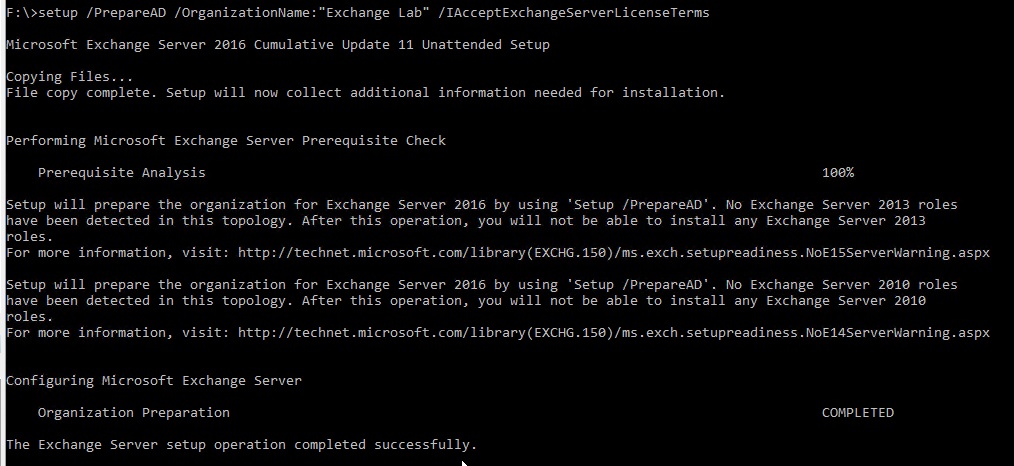 F:\>setup /PrepareAD /OrganizationName:"Exchange Lab" /IAcceptExchangeServerLicenseTerms
Microsoft Exchange Server 2016 Cumulative Update 11 Unattended Setup
Copying Files...
File copy complete. Setup will now collect additional information needed for installation.
Performing Microsoft Exchange Server Prerequisite Check
Prerequisite Analysis 100%
Setup will prepare the organization for Exchange Server 2016 by using 'Setup /PrepareAD'. No Exchange Server 2013 roles
have been detected in this topology. After this operation, you will not be able to install any Exchange Server 2013
roles.
For more information, visit: http://technet.microsoft.com/library(EXCHG.150)/ms.exch.setupreadiness.NoE15ServerWarning.aspx
Setup will prepare the organization for Exchange Server 2016 by using 'Setup /PrepareAD'. No Exchange Server 2010 roles
have been detected in this topology. After this operation, you will not be able to install any Exchange Server 2010
roles.
For more information, visit: http://technet.microsoft.com/library(EXCHG.150)/ms.exch.setupreadiness.NoE14ServerWarning.aspx
Configuring Microsoft Exchange Server
Organization Preparation COMPLETED
The Exchange Server setup operation completed successfully.